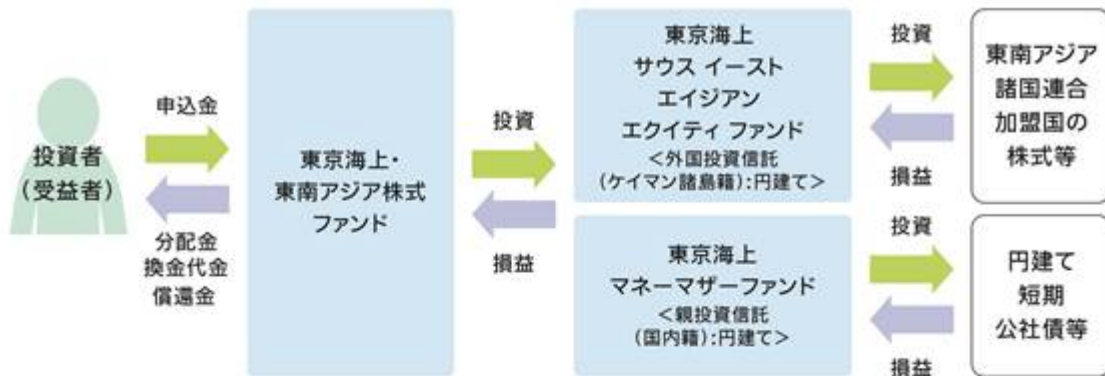 投資者
(受益者)
申込金
分配金
換金代金
償還金
東京海上・
東南アジア株式
ファンド
投資
損益
東京海上
サウス イースト
エイジアン
エクイティ ファンド
<外国投資信託
(ケイマン諸島籍):円建て>
投資
損益
東南アジア
諸国連合
加盟国の
株式等
東京海上
マネーマザーファンド
<親投資信託
(国内籍):円建て>
投資
損益
円建て
短期
公社債等